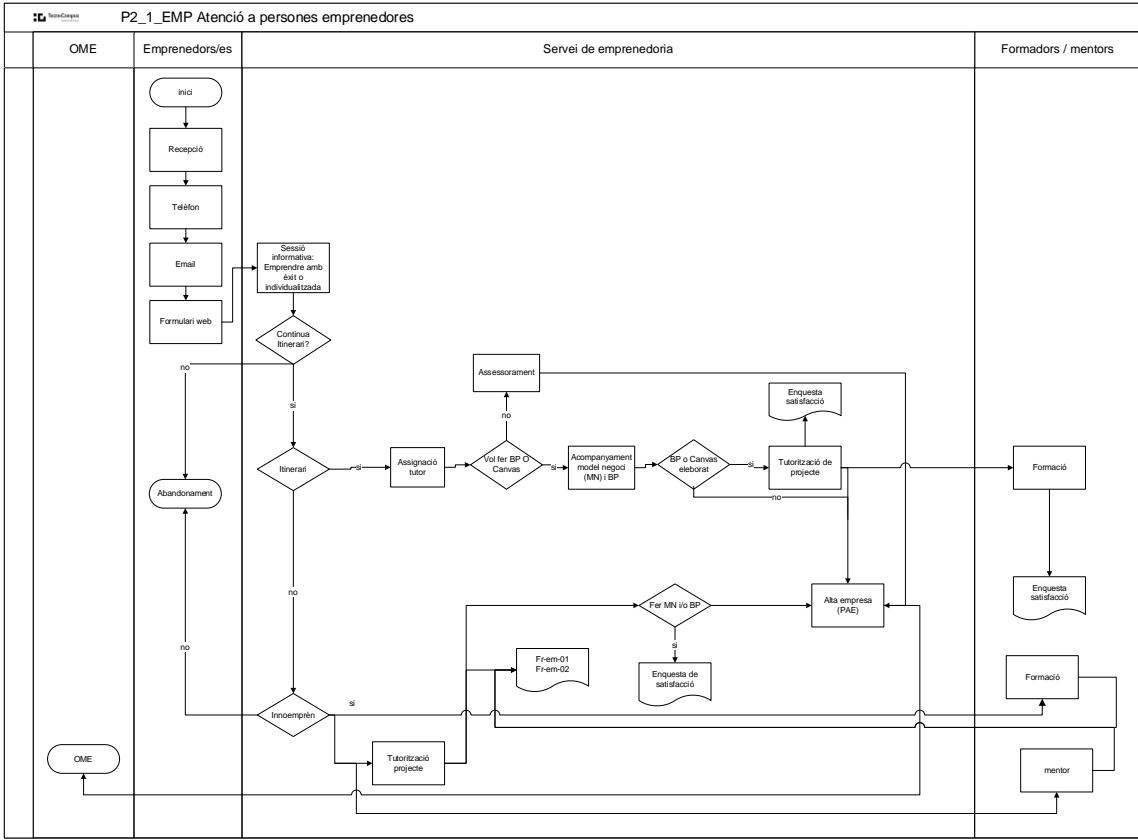 TecnoCampus
P2_1_EMP Atenció a persones emprenedores
OME
Emprenedors/es
Servei de emprenedoria
Formadors / mentors
inici
Recepció
Telèfon
Email
Formulari web
Sessió
informativa:
Emprendre amb
èxit o
individualitzada
Continua
Itinerari?
no
si
Assessorament
Enquesta
satisfacció
no
Itinerari
si
Assignació
tutor
Vol fer BP O
Canvas
si
Acompanyament
model negoci
(MN) i BP
BP o Canvas
eleborat
si
Tutorització de
projecte
Formació
no
Abandonament
no
Enquesta
satisfacció
Fer MN i/o BP
Alta empresa
(PAE)
si
no
Fr-em-01
Fr-em-02
Enquesta de
satisfacció
Formació
si
Innoemprèn
OME
Tutorització
projecte
mentor